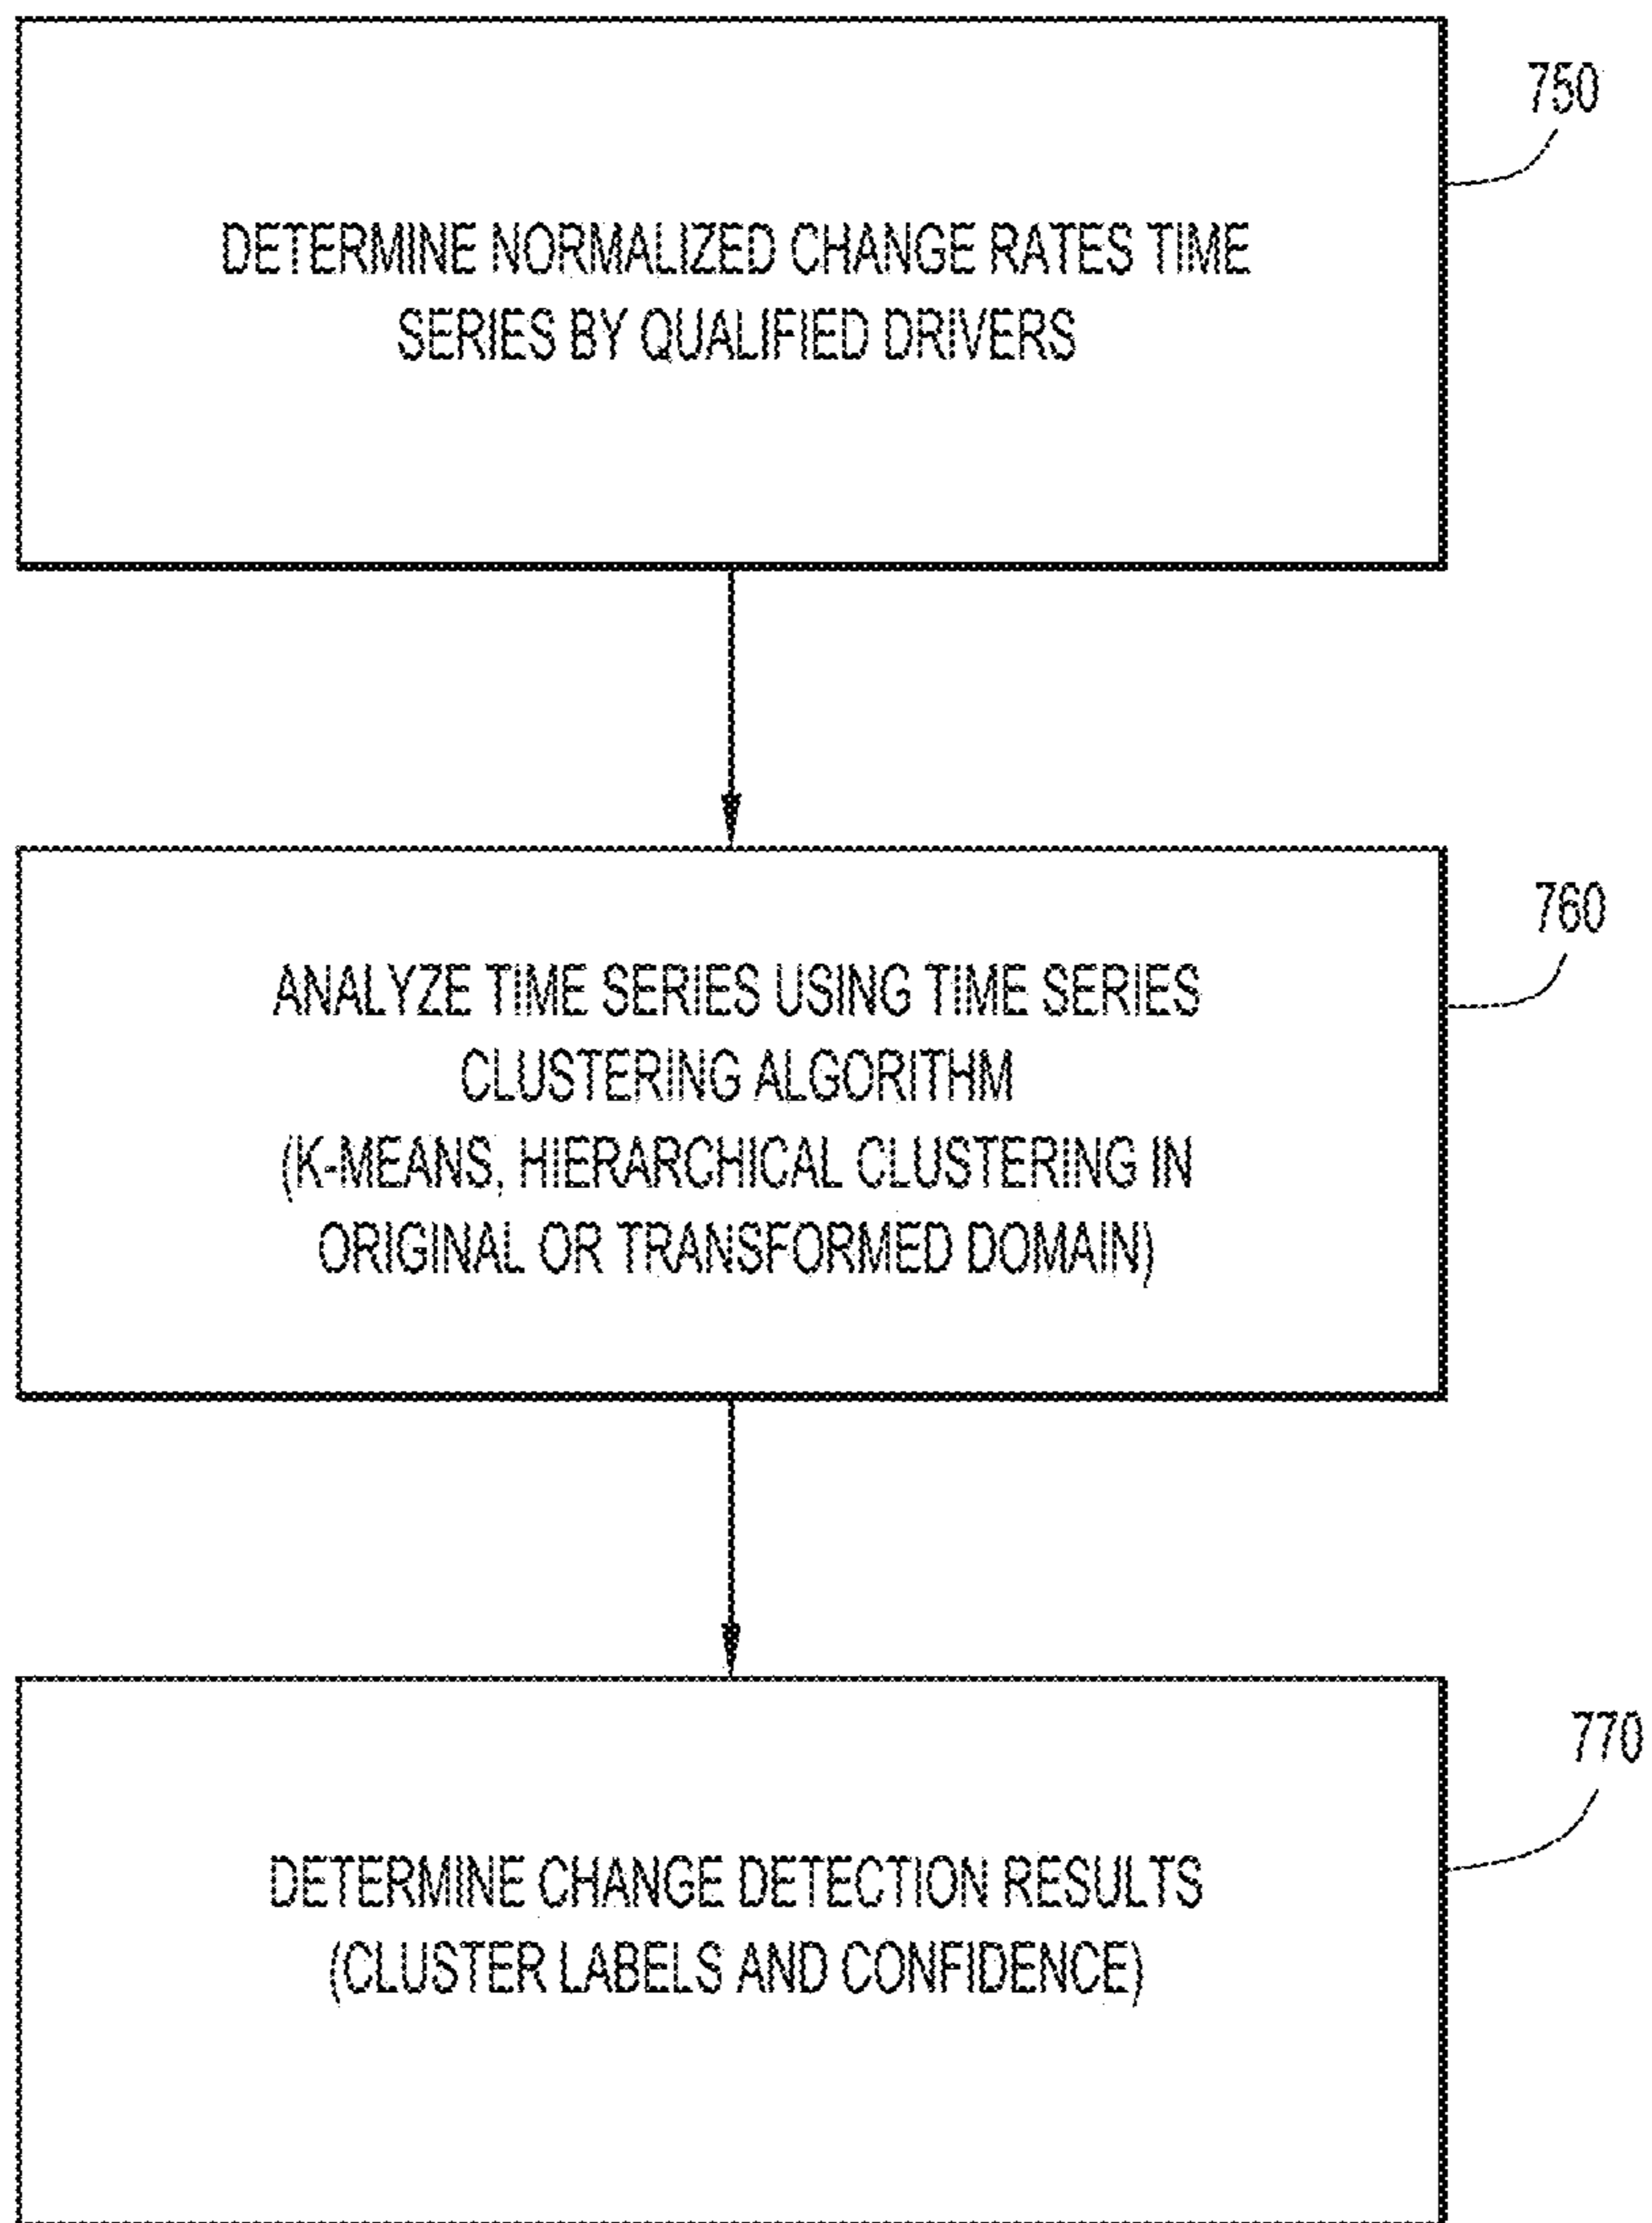 750
DETERMINE NORMALIZED CHANGE RATES TIME
SERIES BY QUALIFIED DRIVERS
760
ANALYZE TIME SERIES USING TIME SERIES
CLUSTERING ALGORITHM
(K-MEANS, HIERARCHICAL CLUSTERING IN
ORIGINAL OR TRANSFORMED DOMAIN)
770
DETERMINE CHANGE DETECTION RESULTS
(CLUSTER LABELS AND CONFIDENCE)